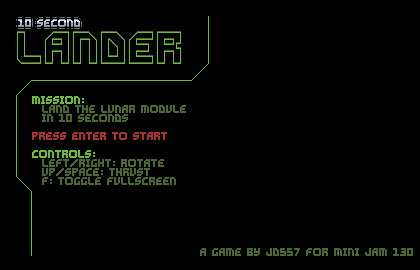 10 SECOND
LANDER
MISSION:
LAND THE LUNAR MODULE
IN 10 SECONDS
PRESS ENTER TO START
CONTROLS:
LEFT/RIGHT: ROTATE
UP/SPACE: THRUST
F: TOGGLE FULLSCREEN
A GAME BY JDSS7 FOR MINI JAM 130